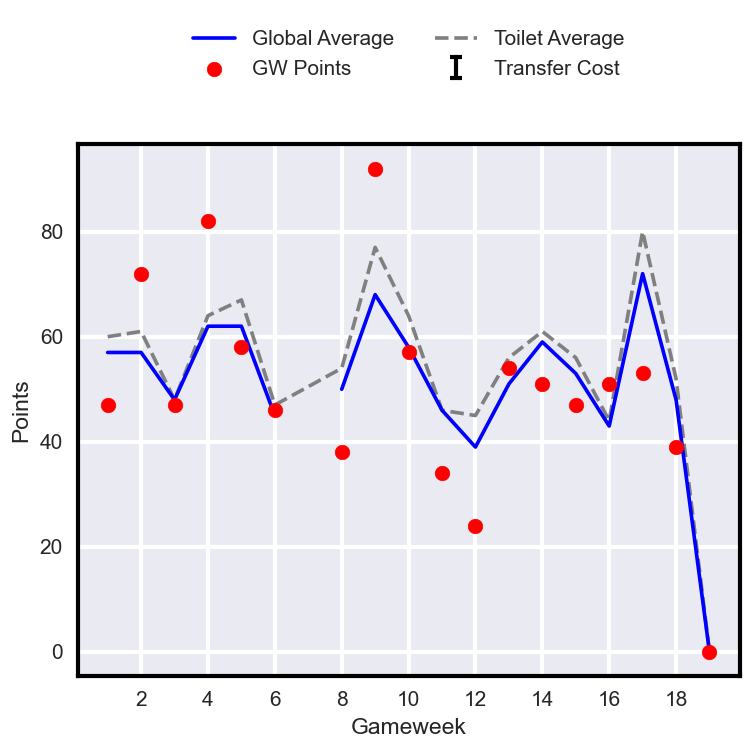 Global Average Toilet Average
GW Points Transfer Cost
80
60
40
20
0
Points
2 4 6 8 10 12 14 16 18
Gameweek